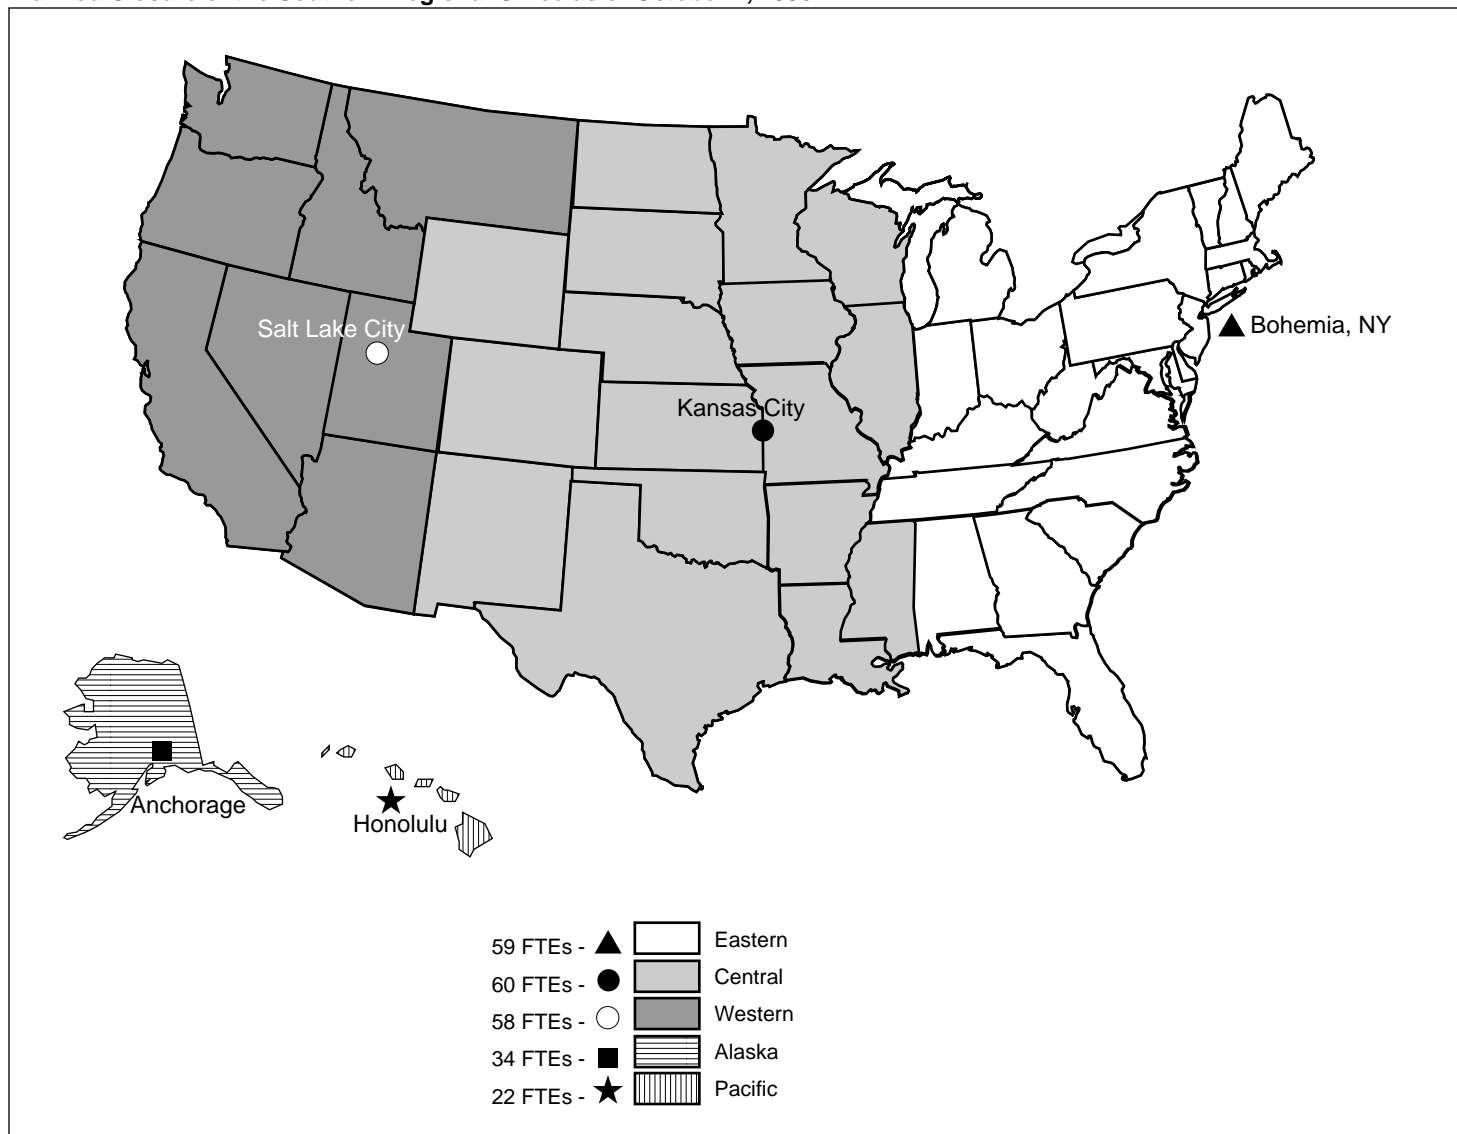 Salt Lake City
Bohemia, NY
Kansas City
Anchorage
Honolulu
59 FTEs - Eastern
60 FTEs - Central
58 FTEs - Western
34 FTEs - Alaska
22 FTEs - Pacific